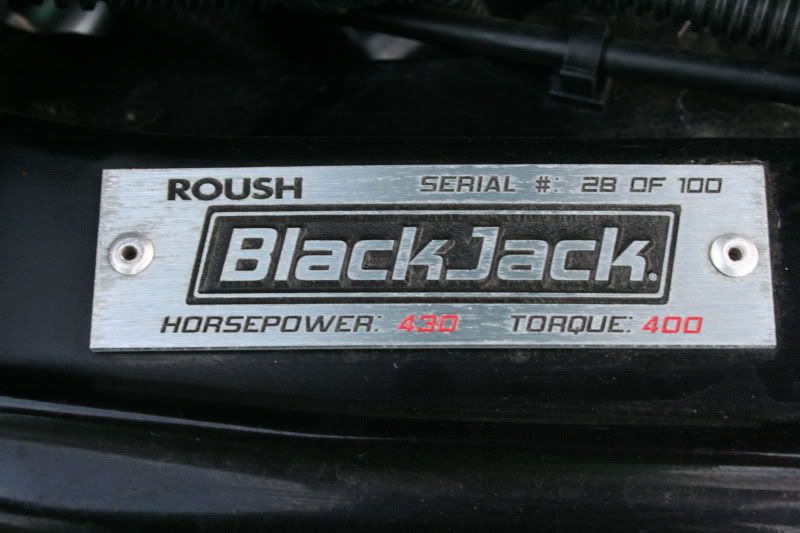 ROUSH SERIAL #: 28 OF 100
BlackJack®
HORSEPOWER: 430 TORQUE: 400